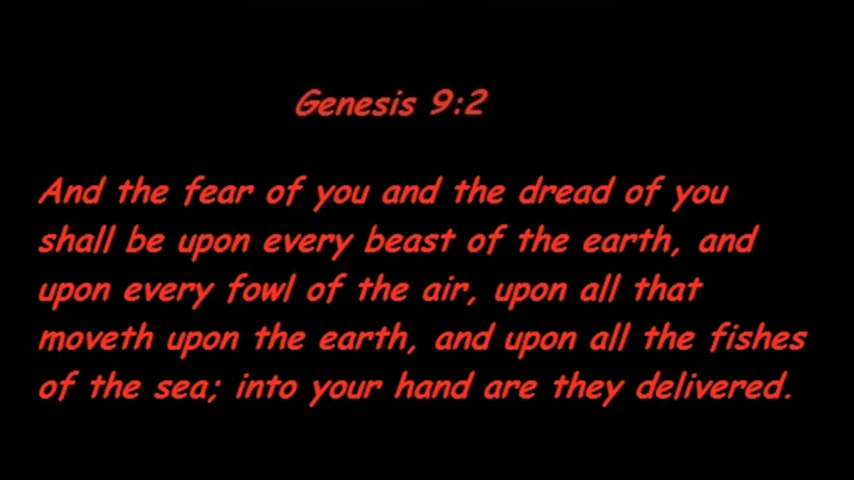 Genesis 9:2
And the fear of you and the dread of you
shall be upon every beast of the earth, and
upon every fowl of the air, upon all that
moveth upon the earth, and upon all the fishes
of the sea; into your hand are they delivered.